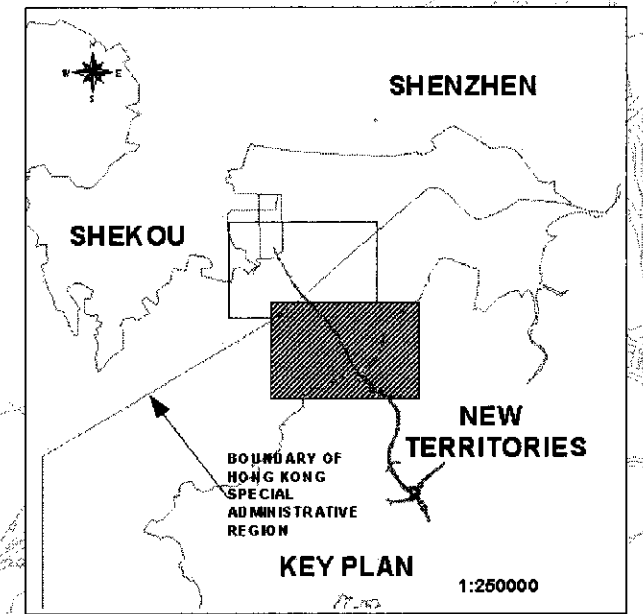 N
W E
S
SHENZHEN
SHEKOU
NEW
TERRITORIES
BOUNDARY OF
HONG KONG
SPECIAL
ADMINISTRATIVE
REGION
KEY PLAN
1:250000